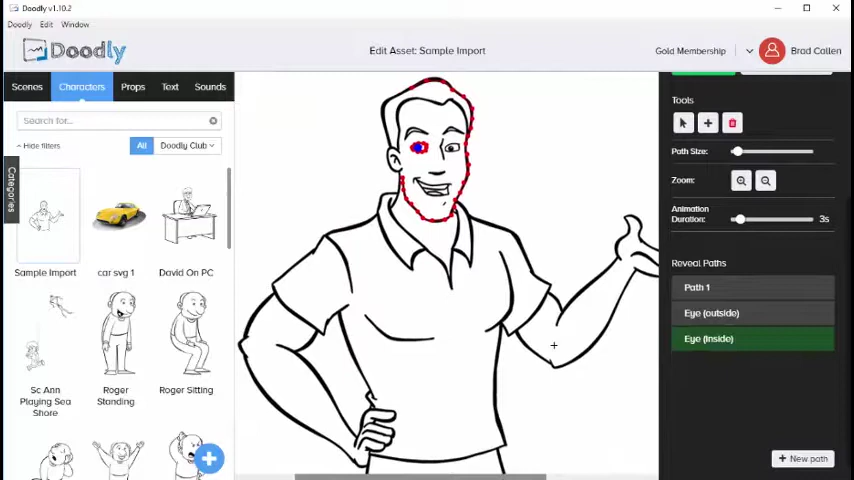 Doodly v1.10.2
Doodly Edit Window
Doodly
Edit Asset: Sample Import
Gold Membership
Brad Callen
Scenes
Characters
Props
Text
Sounds
Search for...
Hide filters
All
Doodly Club
Categories
Sample Import
car svg 1
David On PC
Sc Ann
Playing Sea
Shore
Roger
Standing
Roger Sitting
Tools
Path Size:
Zoom:
Animation
Duration:
3s
Reveal Paths
Path 1
Eye (outside)
Eye (Inside)
+ New path